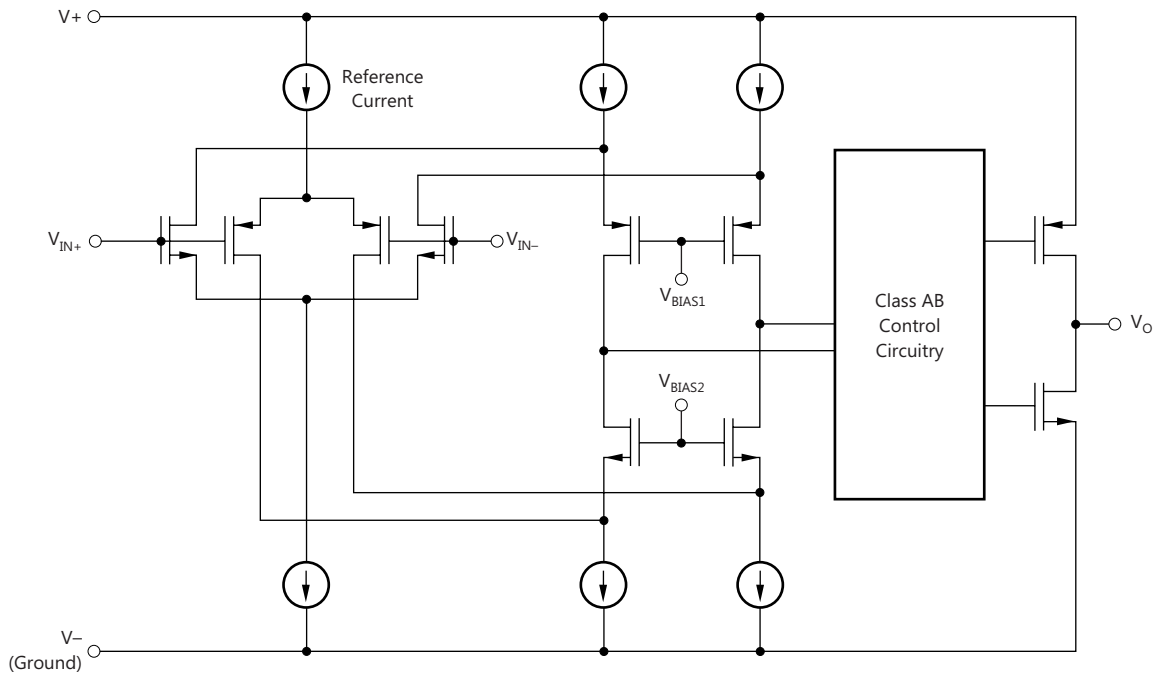 V+
Reference
Current
V_IN+
V_IN–
V_BIAS1
V_BIAS2
Class AB
Control
Circuitry
V_O
V–
(Ground)